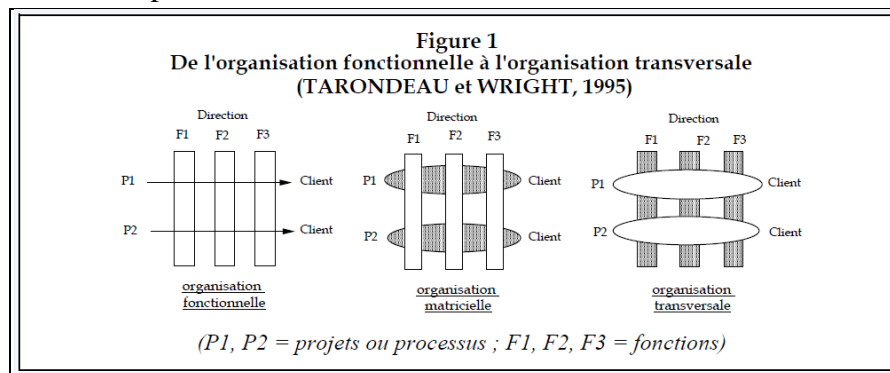 Figure 1
De l'organisation fonctionnelle à l'organisation transversale
(TARONDEAU et WRIGHT, 1995)
Direction
F1 F2 F3
P1 Client
P2 Client
organisation
fonctionnelle
Direction
F1 F2 F3
P1 Client
P2 Client
organisation
matricielle
Direction
F1 F2 F3
P1 Client
P2 Client
organisation
transversale
(P1, P2 = projets ou processus ; F1, F2, F3 = fonctions)